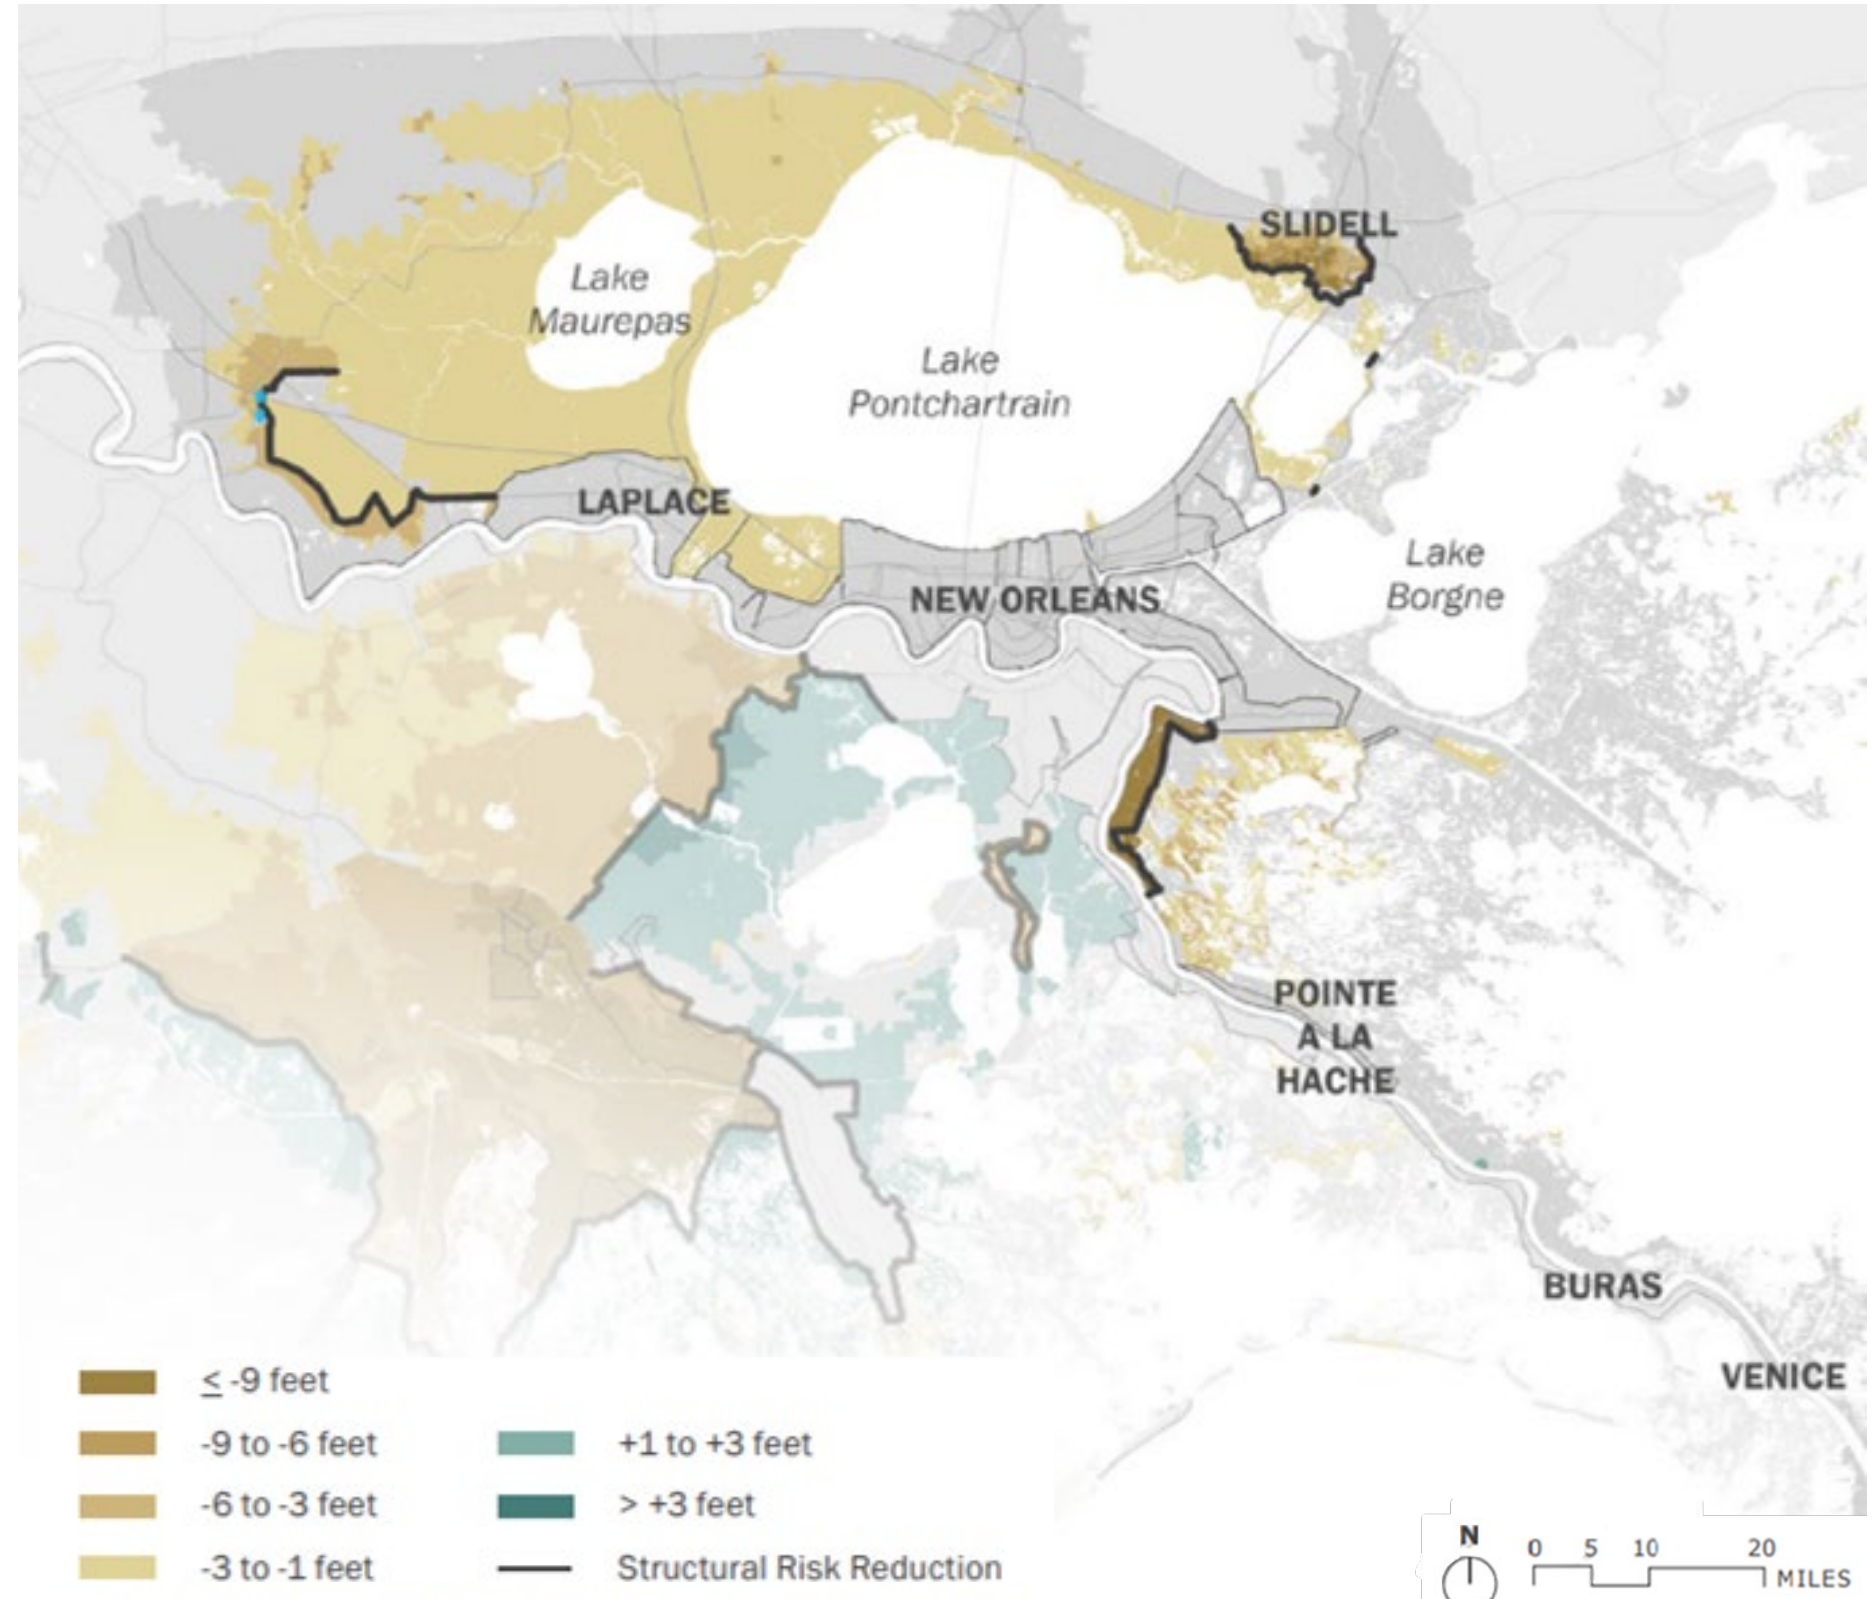 SLIDELL
Lake
Maurepas
Lake
Pontchartrain
LAPLACE
Lake
Borgne
NEW ORLEANS
POINTE
A LA
HACHE
BURAS
VENICE
≤ -9 feet
-9 to -6 feet
-6 to -3 feet
-3 to -1 feet
+1 to +3 feet
> +3 feet
Structural Risk Reduction
N
0 5 10 20
MILES